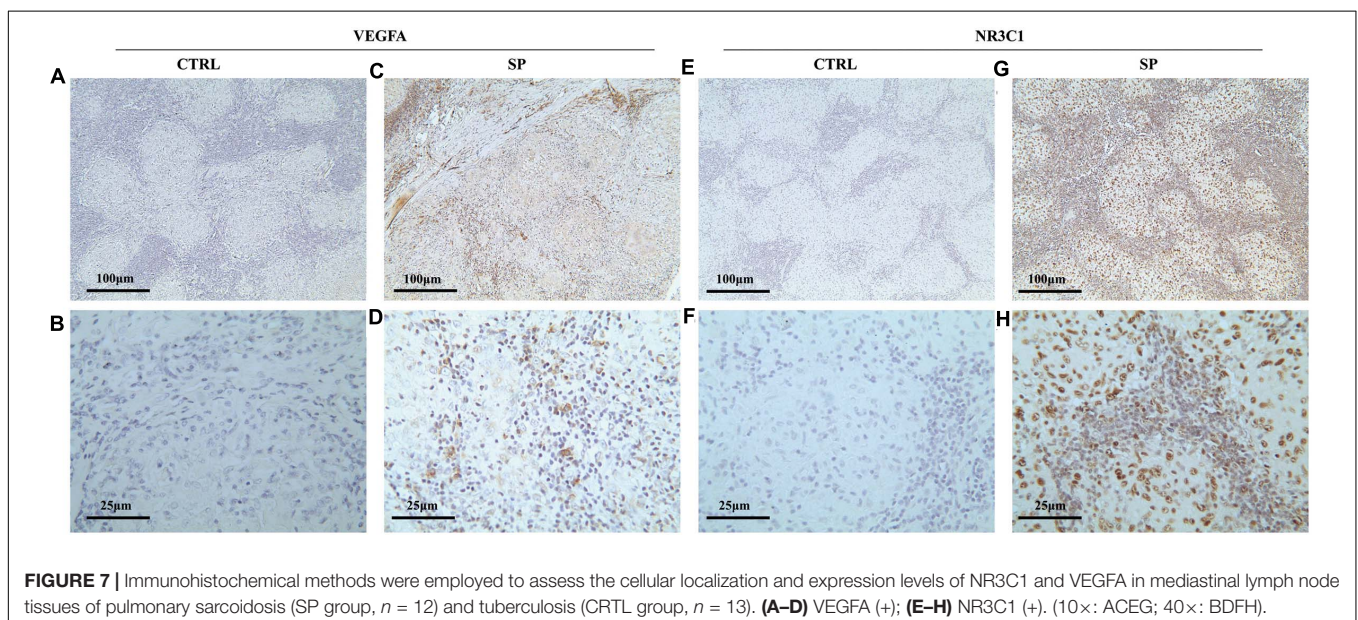 VEGFA NR3C1
CTRL SP CTRL SP
A C E G
100µm 100µm 100µm 100µm
B D F H
25µm 25µm 25µm 25µm
FIGURE 7 | Immunohistochemical methods were employed to assess the cellular localization and expression levels of NR3C1 and VEGFA in mediastinal lymph node
tissues of pulmonary sarcoidosis (SP group, n = 12) and tuberculosis (CRTL group, n = 13). (A–D) VEGFA (+); (E–H) NR3C1 (+). (10×: ACEG; 40×: BDFH).